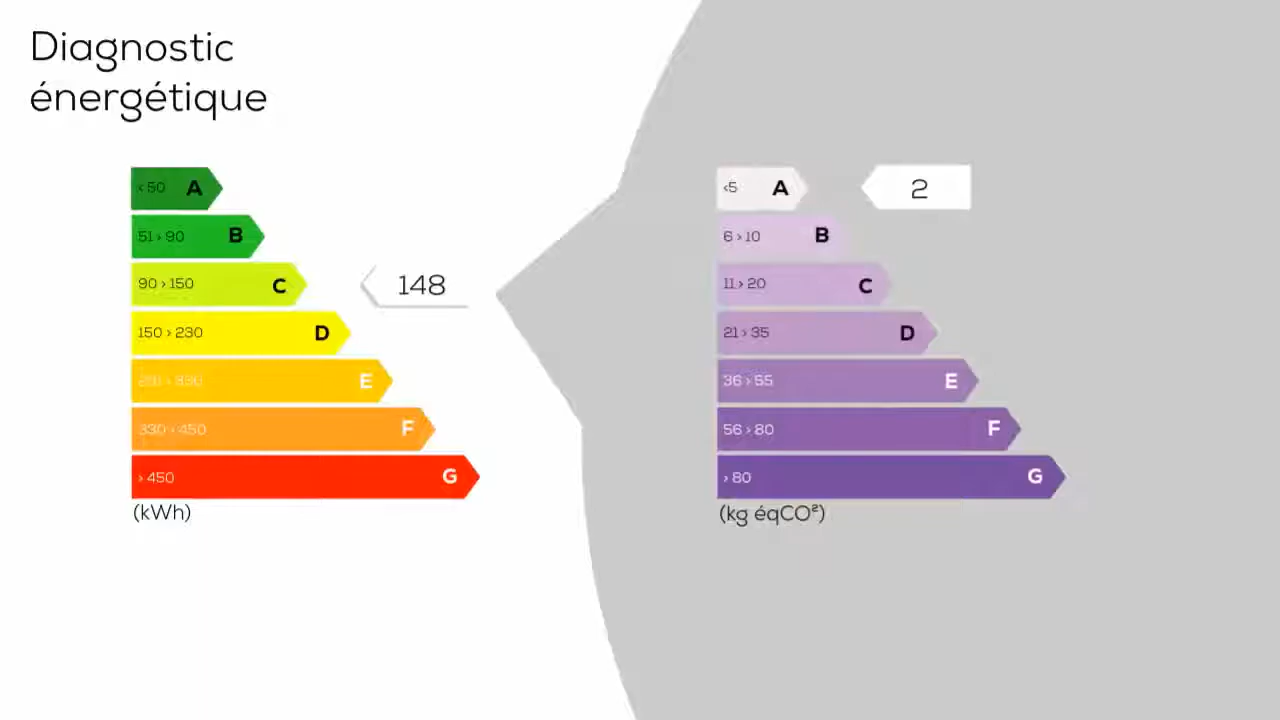 Diagnostic
énergétique
< 50 A
51 > 90 B
90 > 150 C
148
150 > 230 D
E
330 > 450 F
> 450 G
(kWh)
<5 A
2
6 > 10 B
11 > 20 C
21 > 35 D
36 > 55 E
56 > 80 F
> 80 G
(kg éqCO²)